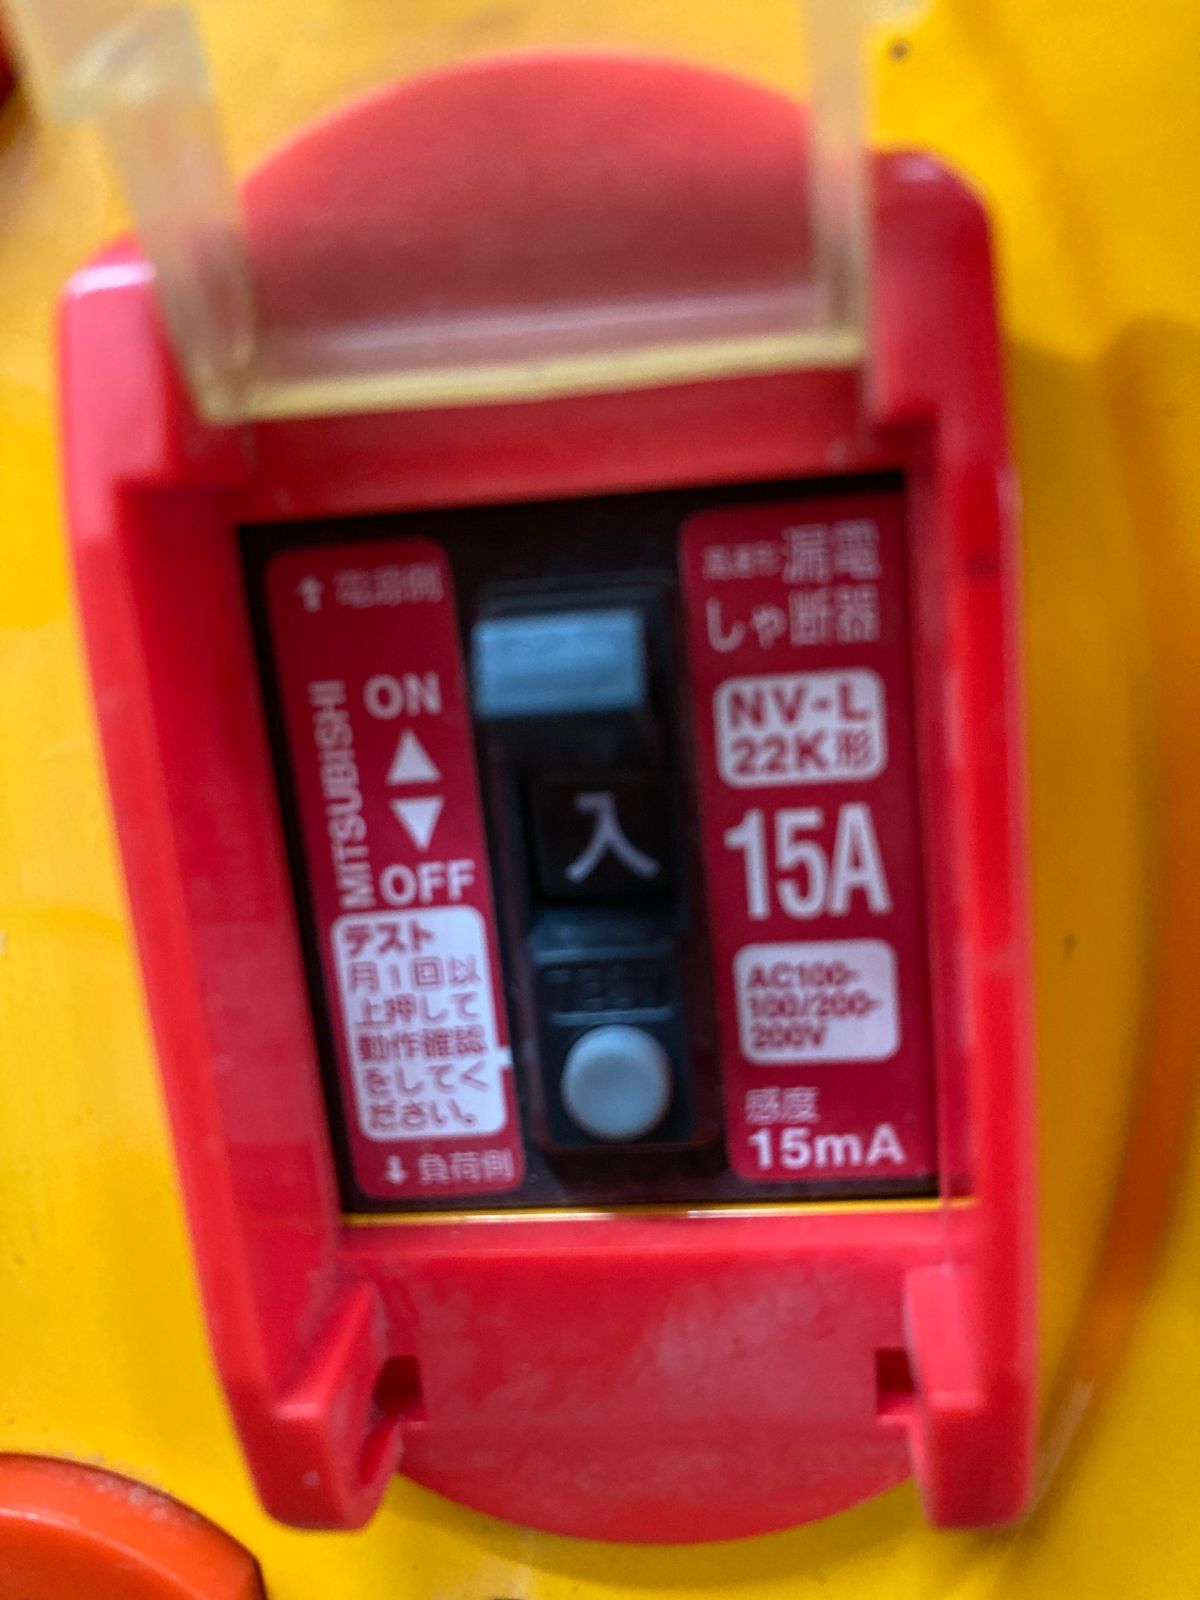 ↑ 電源側
ON
▲
▼
OFF
MITSUBISHI
テスト
月1回以
上押して
動作確認
をしてく
ださい。
↓ 負荷側
入
TEST
高速形 漏電
しゃ断器
NV-L
22K形
15A
AC100-
100/200-
200V
感度
15mA